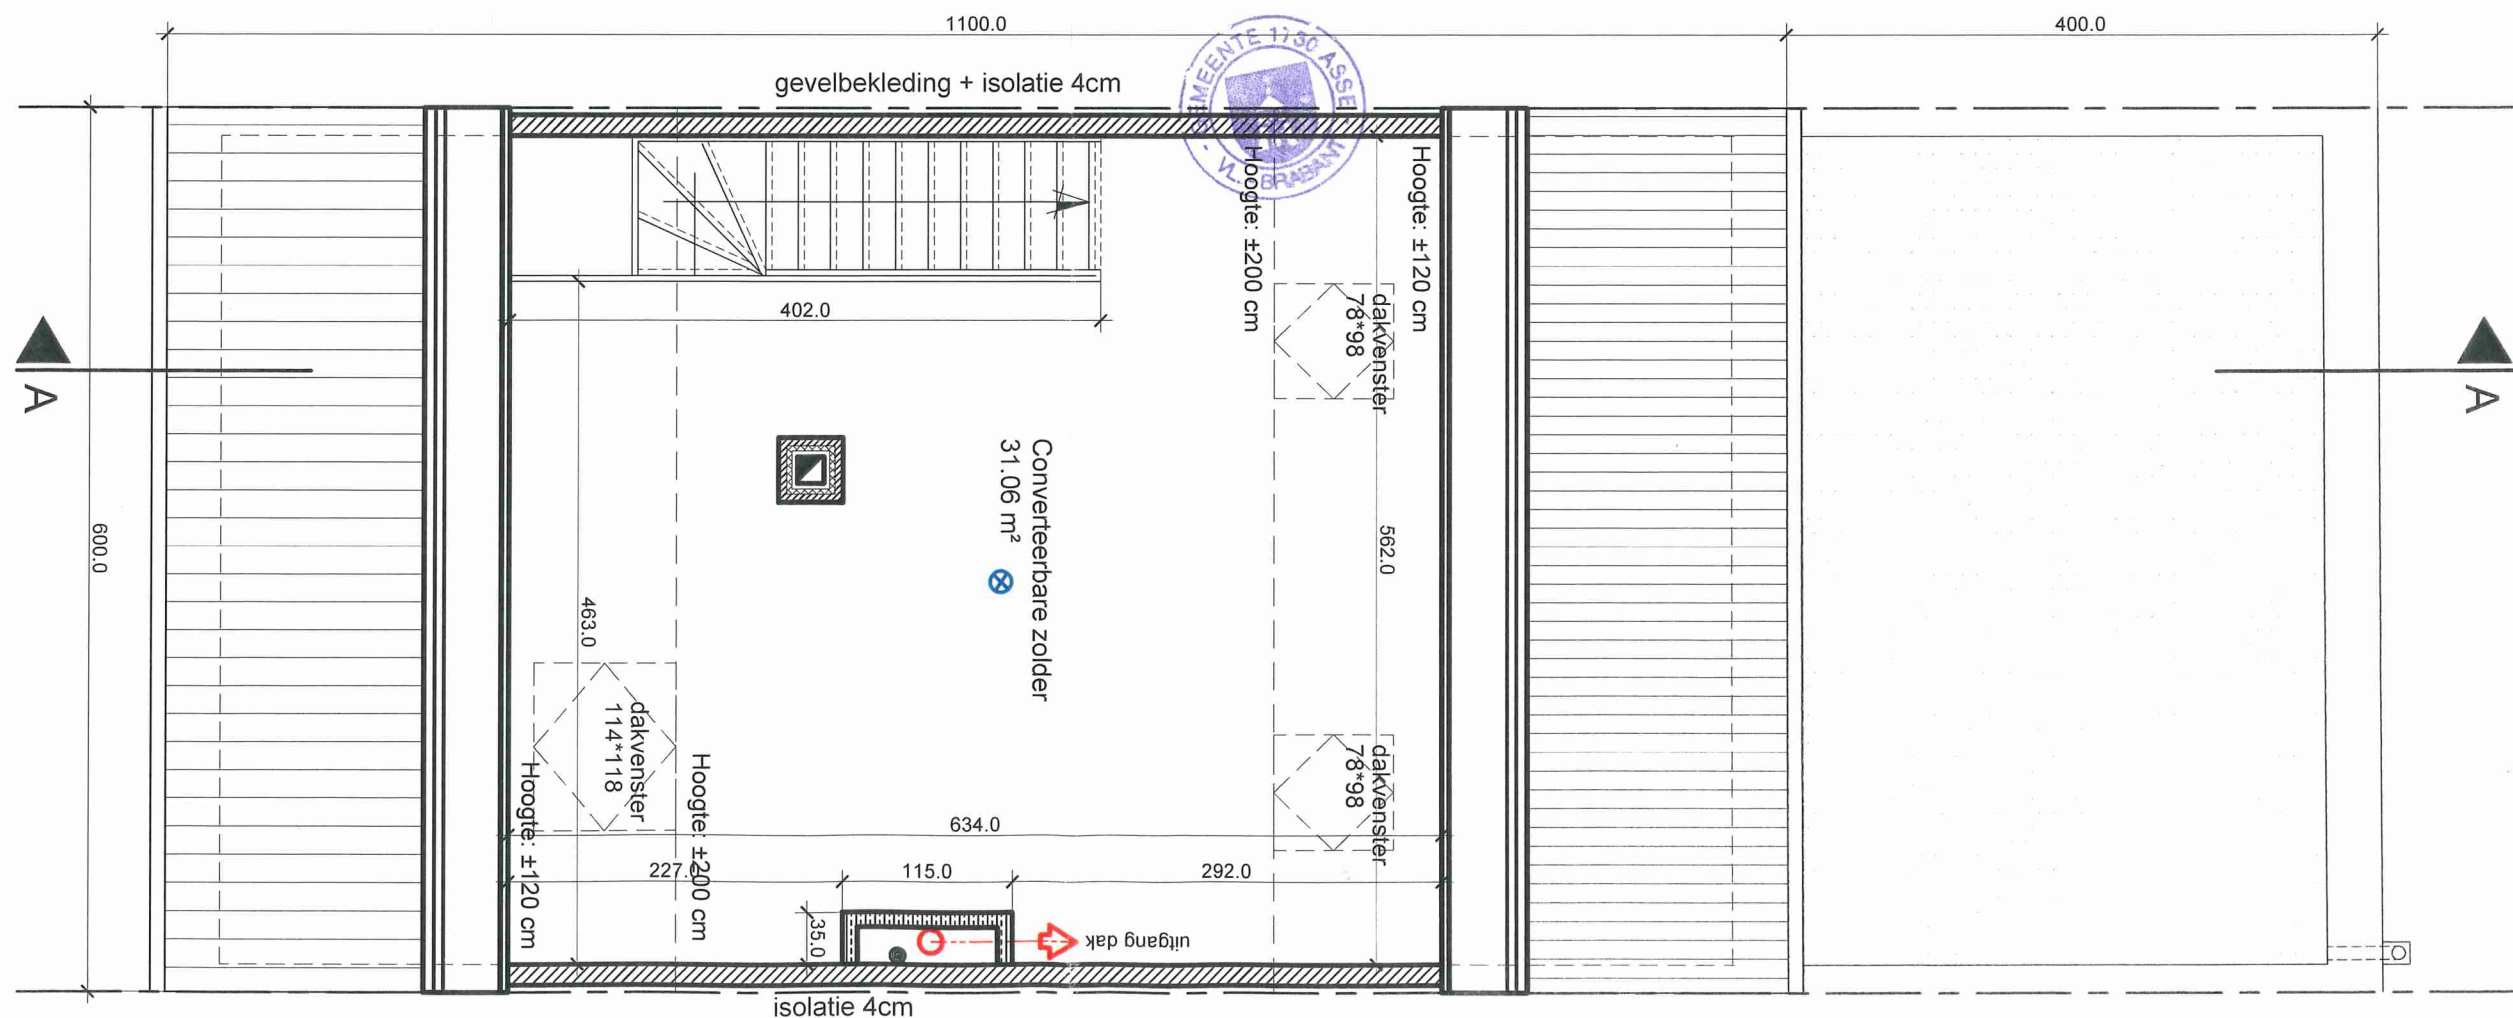 1100.0
400.0
gevelbekleding + isolatie 4cm
GEMEENTE 1730 ASSE
VL. BRABANT
Hoogte: ±200 cm
Hoogte: ±120 cm
402.0
dakvenster
78*98
A
A
Converteerbare zolder
31.06 m²
562.0
600.0
463.0
dakvenster
114*118
Hoogte: ±120 cm
Hoogte: ±200 cm
dakvenster
78*98
634.0
227.0
115.0
292.0
35.0
uitgang dak
isolatie 4cm